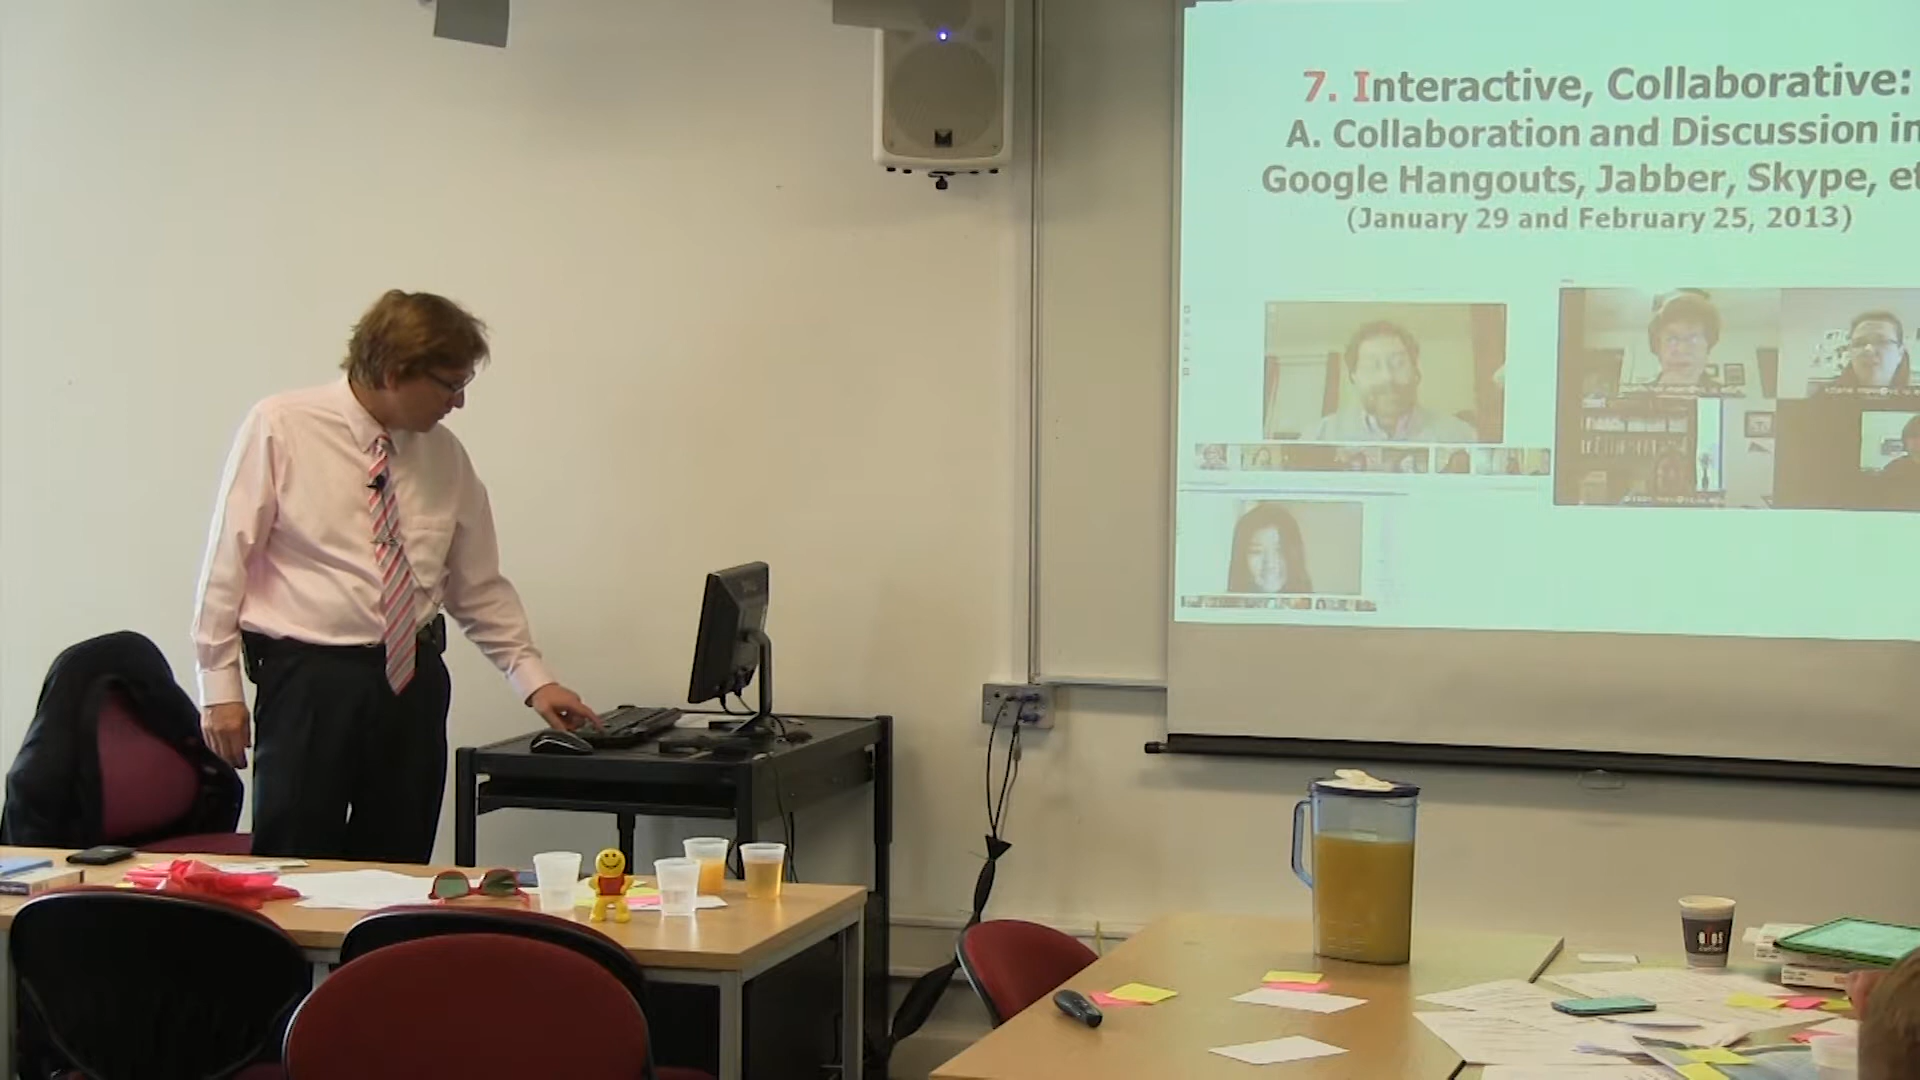 7. Interactive, Collaborative:
A. Collaboration and Discussion in
Google Hangouts, Jabber, Skype, et
(January 29 and February 25, 2013)